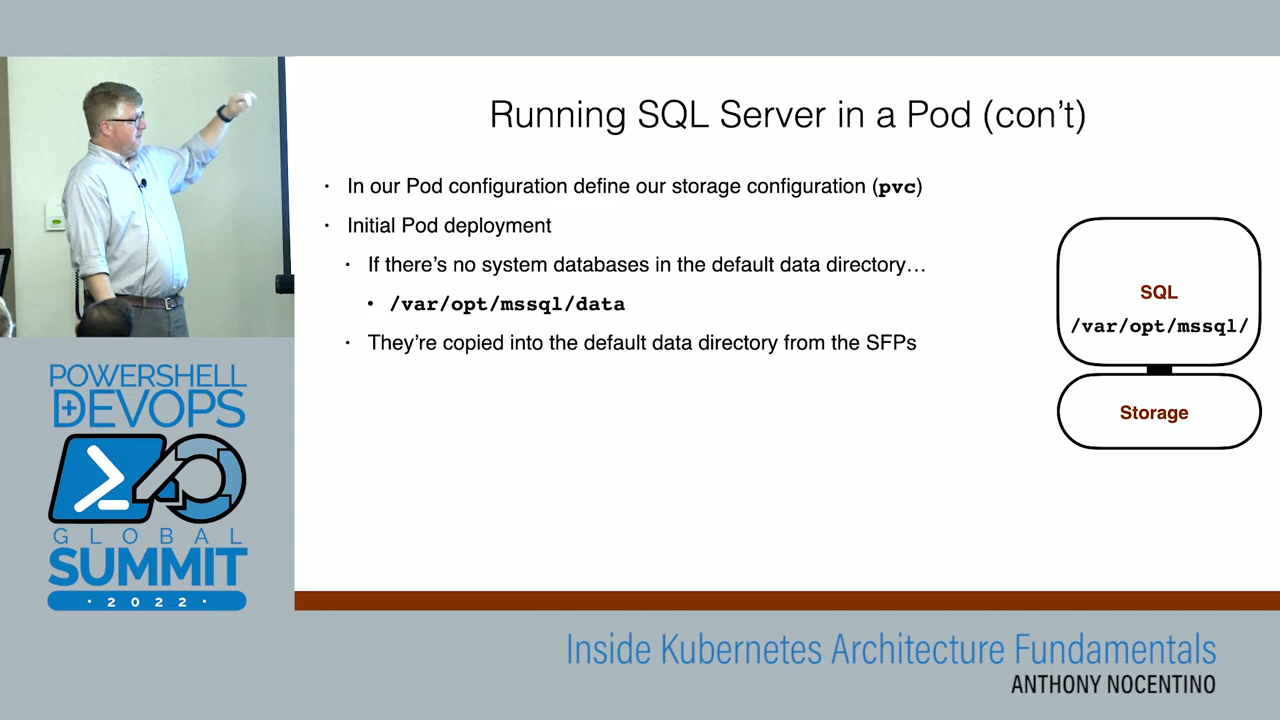 Running SQL Server in a Pod (con't)
• In our Pod configuration define our storage configuration (pvc)
• Initial Pod deployment
• If there's no system databases in the default data directory…
• /var/opt/mssql/data
• They're copied into the default data directory from the SFPs
SQL
/var/opt/mssql/
Storage
POWERSHELL
+ DEVOPS
GLOBAL
SUMMIT
· 2022 ·
Inside Kubernetes Architecture Fundamentals
ANTHONY NOCENTINO